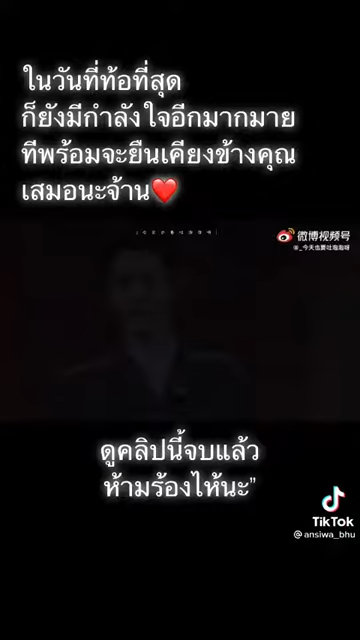 ในวันที่ท้อที่สุด
ก็ยังมีกำลังใจอีกมากมาย
ทีพร้อมจะยืนเคียงข้างคุณ
เสมอนะจ้าน❤️
微博视频号
ดูคลิปนี้จบแล้ว
ห้ามร้องไห้นะ”
TikTok
@ansiwa_bhu